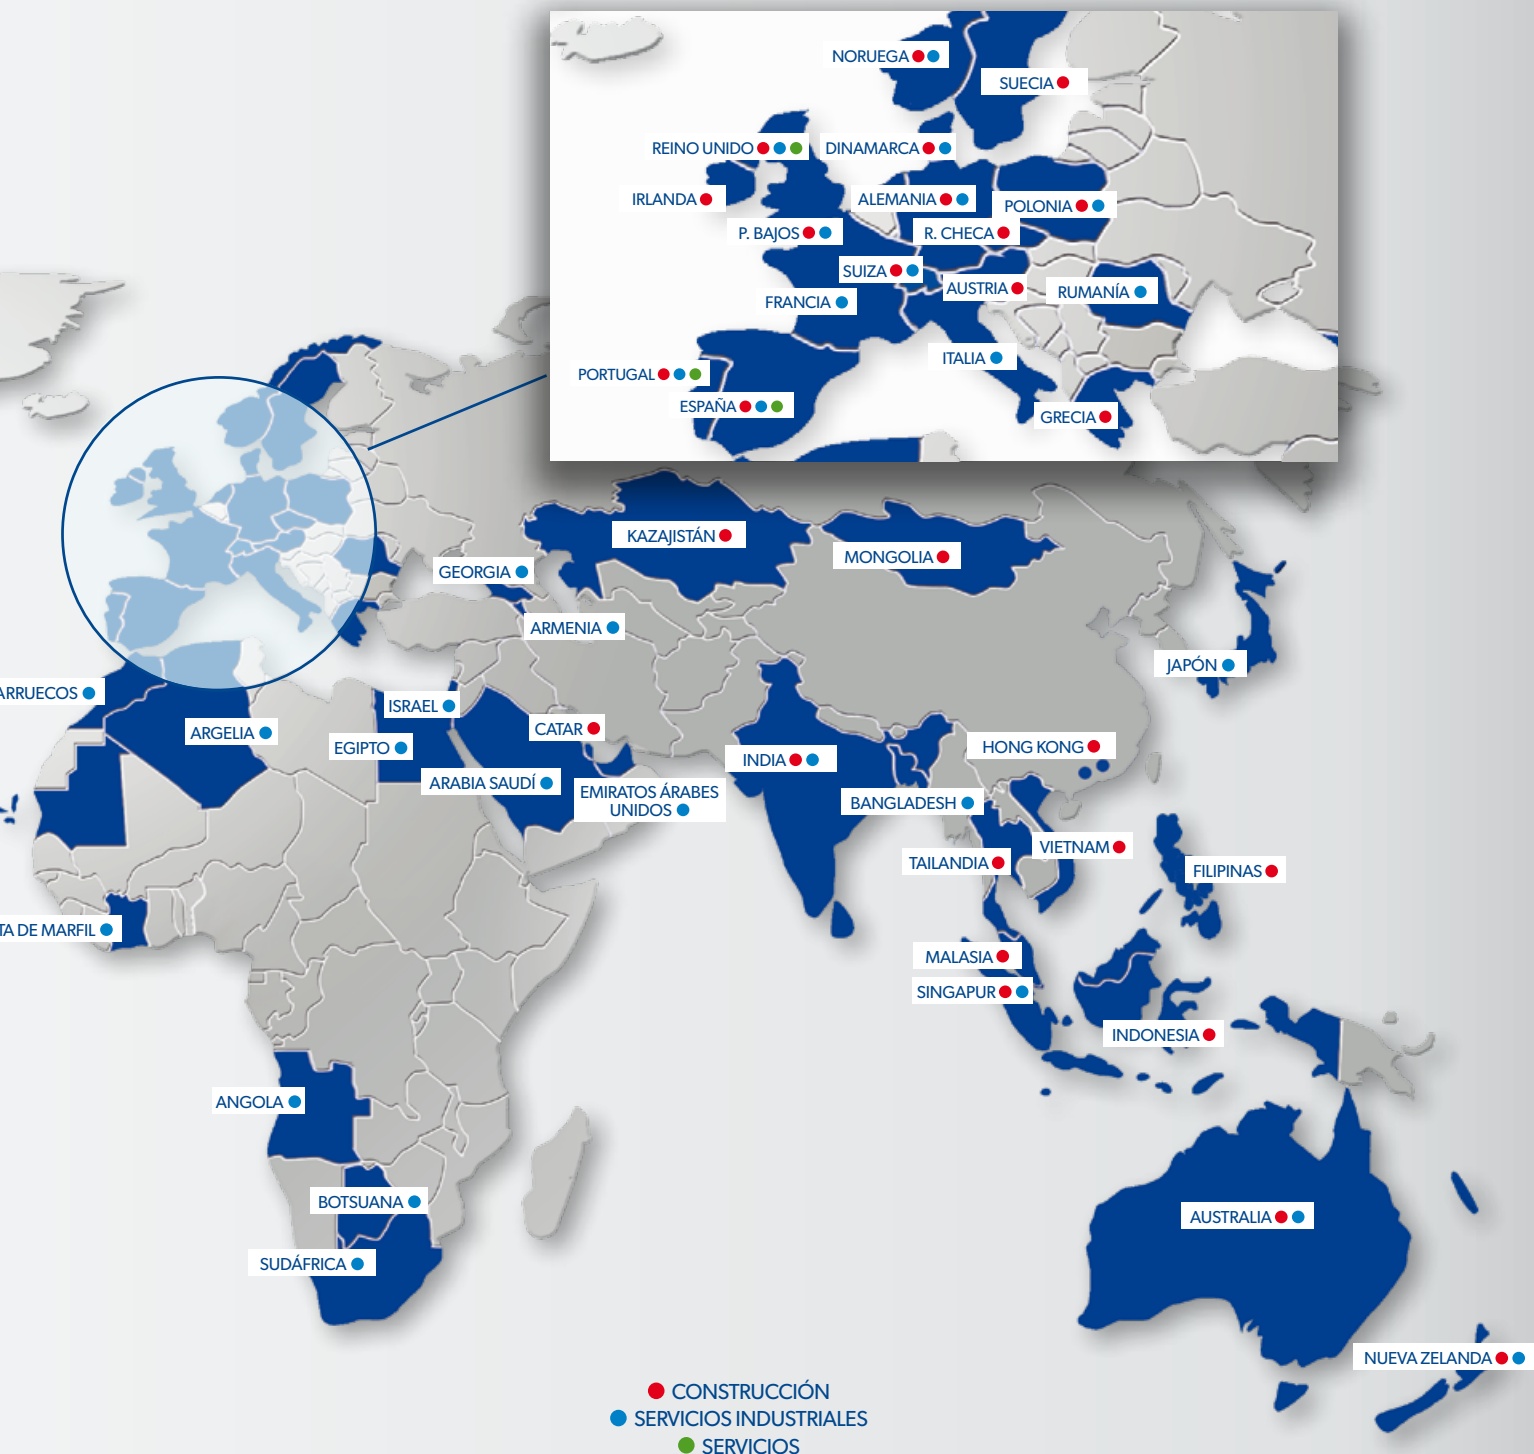 NORUEGA
SUECIA
REINO UNIDO
DINAMARCA
IRLANDA
ALEMANIA
POLONIA
P. BAJOS
R. CHECA
SUIZA
AUSTRIA
RUMANÍA
FRANCIA
ITALIA
PORTUGAL
ESPAÑA
GRECIA
KAZAJISTÁN
MONGOLIA
GEORGIA
ARMENIA
JAPÓN
ARRUECOS
ISRAEL
ARGELIA
EGIPTO
CATAR
HONG KONG
INDIA
ARABIA SAUDÍ
EMIRATOS ÁRABES
UNIDOS
BANGLADESH
VIETNAM
TAILANDIA
FILIPINAS
TA DE MARFIL
MALASIA
SINGAPUR
INDONESIA
ANGOLA
BOTSUANA
AUSTRALIA
SUDÁFRICA
NUEVA ZELANDA
CONSTRUCCIÓN
SERVICIOS INDUSTRIALES
SERVICIOS